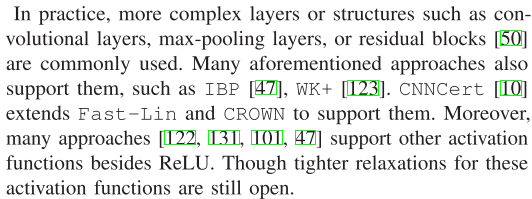 In practice, more complex layers or structures such as con-
volutional layers, max-pooling layers, or residual blocks [50]
are commonly used. Many aforementioned approaches also
support them, such as IBP [47], WK+ [123]. CNNCert [10]
extends Fast-Lin and CROWN to support them. Moreover,
many approaches [122, 131, 101, 47] support other activation
functions besides ReLU. Though tighter relaxations for these
activation functions are still open.